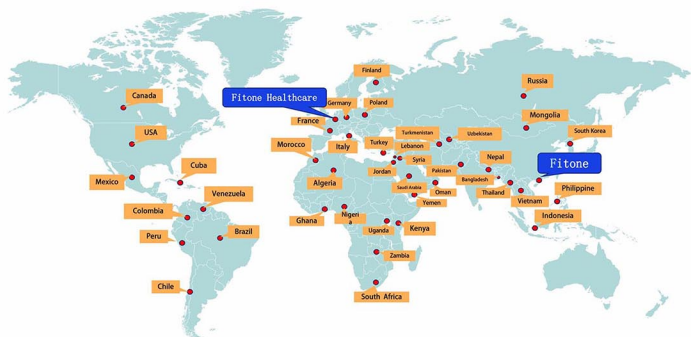 Finland
Russia
Canada
Fitone Healthcare
Germany
Poland
Mongolia
France
USA
Turkmenistan
Uzbekistan
South Korea
Morocco
Italy
Turkey
Lebanon
Syria
Nepal
Fitone
Cuba
Jordan
Pakistan
Mexico
Algeria
Saudi Arabia
Oman
Bangladesh
Thailand
Philippine
Venezuela
Yemen
Vietnam
Colombia
Ghana
Nigeri
a
Indonesia
Peru
Brazil
Uganda
Kenya
Zambia
Chile
South Africa